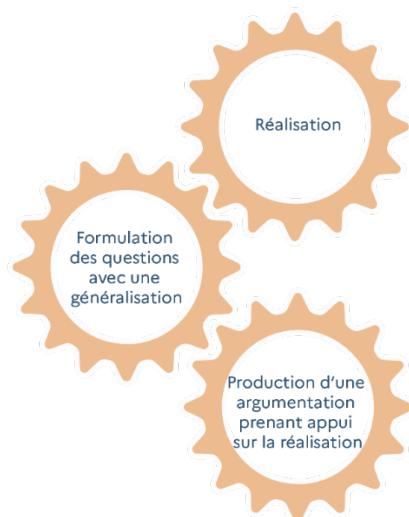 Réalisation
Formulation
des questions
avec une
généralisation
Production d'une
argumentation
prenant appui
sur la réalisation